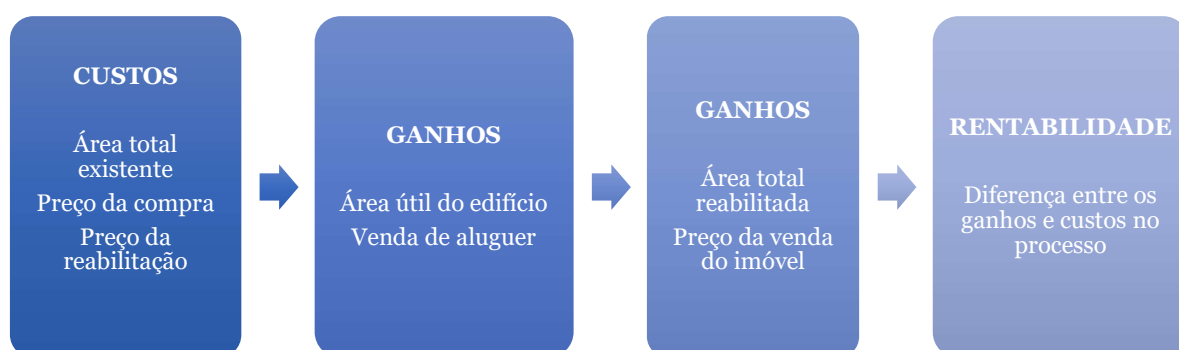 CUSTOS
Área total
existente
Preço da compra
Preço da
reabilitação
GANHOS
Área útil do edifício
Venda de aluguer
GANHOS
Área total
reabilitada
Preço da venda
do imóvel
RENTABILIDADE
Diferença entre os
ganhos e custos no
processo